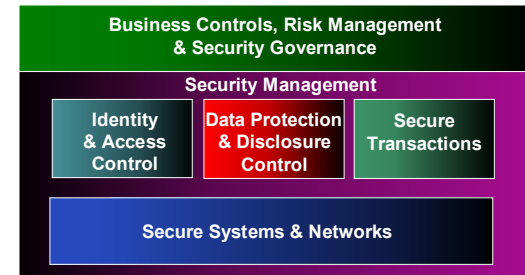 Business Controls, Risk Management
& Security Governance
Security Management
Identity
& Access
Control
Data Protection
& Disclosure
Control
Secure
Transactions
Secure Systems & Networks